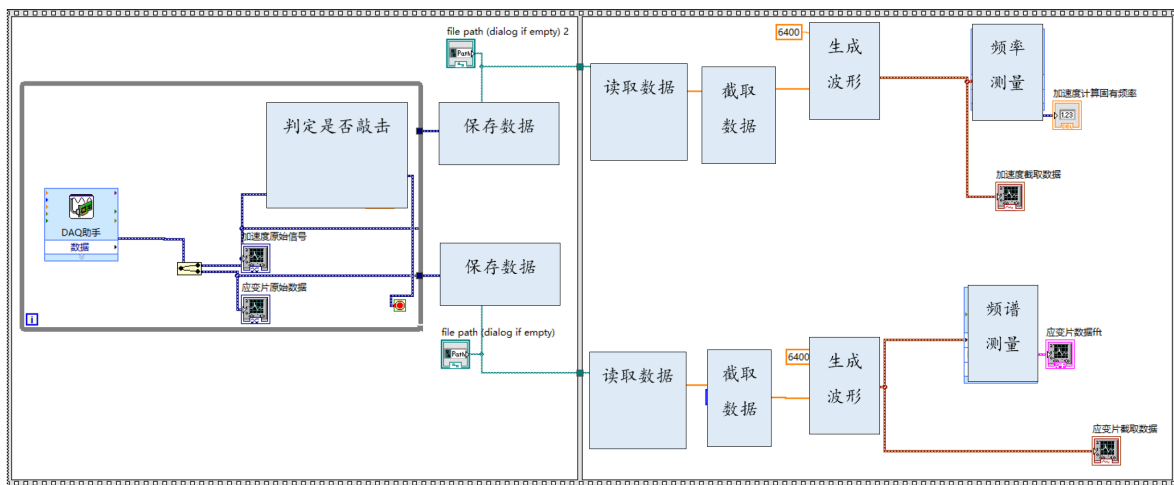 file path (dialog if empty) 2
Path
判定是否敲击
保存数据
DAQ助手
数据
加速度原始信号
应变片原始数据
i
保存数据
file path (dialog if empty)
Path
读取数据
截取
数据
6400
生成
波形
频率
测量
加速度计算固有频率
1.23
加速度截取数据
读取数据
截取
数据
6400
生成
波形
频谱
测量
应变片数据fft
应变片截取数据